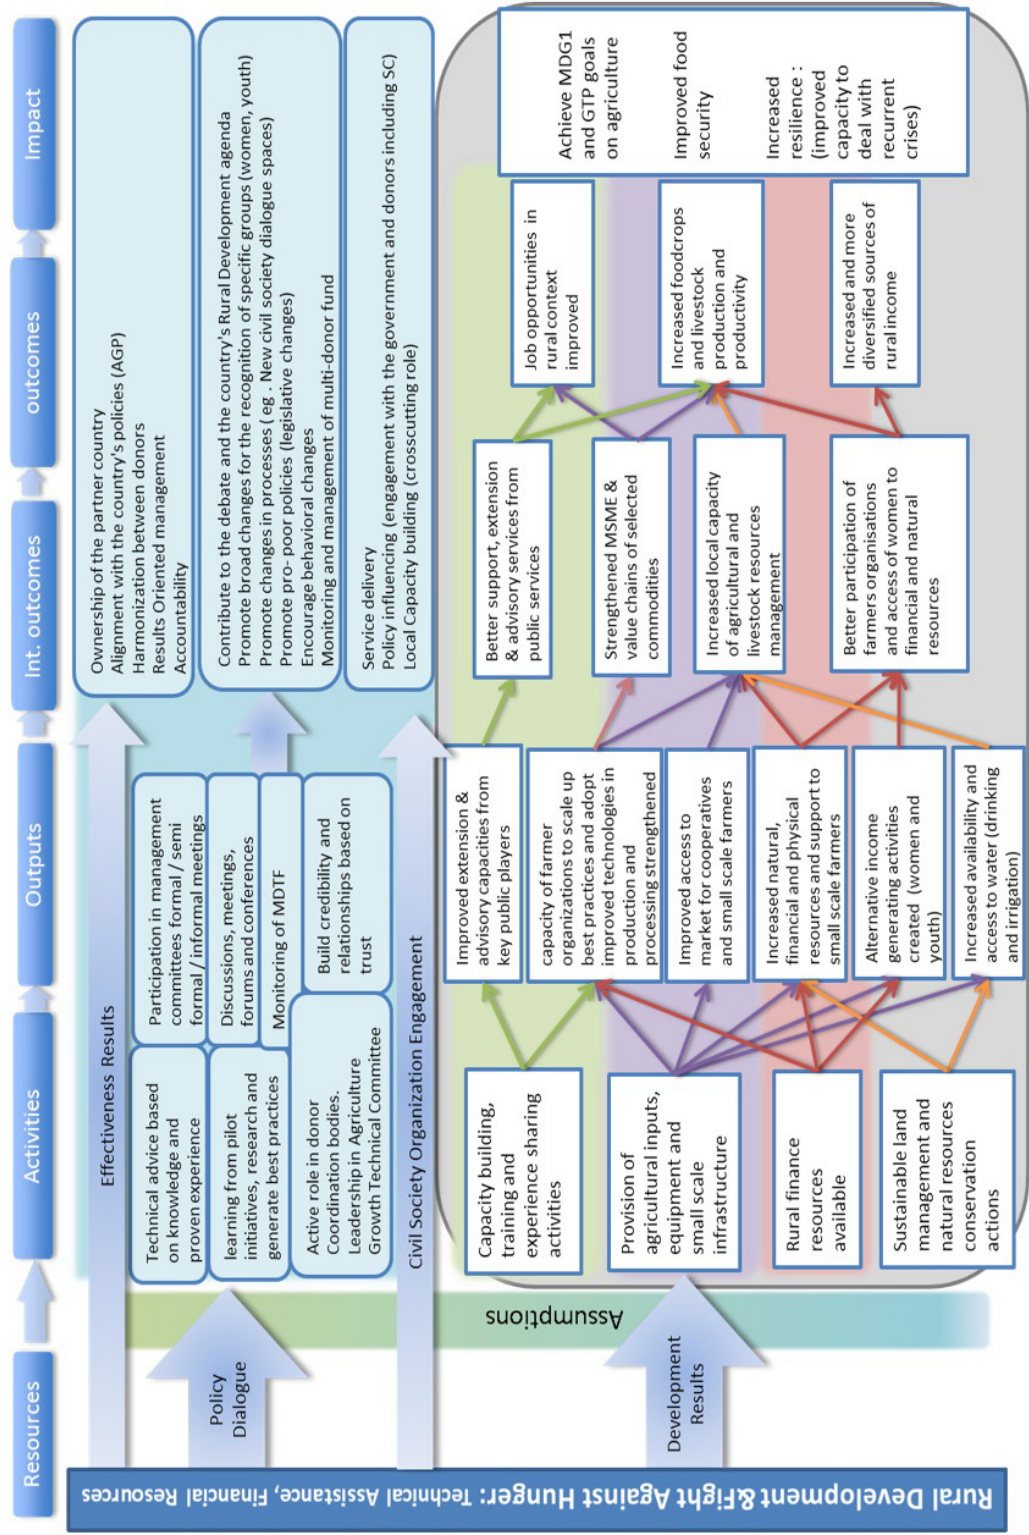 Resources
Activities
Outputs
Int. outcomes
outcomes
Impact
Rural Development &Fight Against Hunger: Technical Assistance, Financial Resources
Effectiveness Results
Ownership of the partner country
Alignment with the country's policies (AGP)
Harmonization between donors
Results Oriented management
Accountability
Policy
Dialogue
Technical advice based
on knowledge and
proven experience
Participation in management
committees formal / semi
formal / informal meetings
learning from pilot
initiatives, research and
generate best practices
Discussions, meetings,
forums and conferences
Monitoring of MDTF
Active role in donor
Coordination bodies.
Leadership in Agriculture
Growth Technical Committee
Build credibility and
relationships based on
trust
Contribute to the debate and the country's Rural Development agenda
Promote broad changes for the recognition of specific groups (women, youth)
Promote changes in processes ( eg . New civil society dialogue spaces)
Promote pro- poor policies (legislative changes)
Encourage behavioral changes
Monitoring and management of multi-donor fund
Civil Society Organization Engagement
Service delivery
Policy influencing (engagement with the government and donors including SC)
Local Capacity building (crosscutting role)
Assumptions
Development
Results
Capacity building,
training and
experience sharing
activities
Provision of
agricultural inputs,
equipment and
small scale
infrastructure
Rural finance
resources
available
Sustainable land
management and
natural resources
conservation
actions
Improved extension &
advisory capacities from
key public players
capacity of farmer
organizations to scale up
best practices and adopt
improved technologies in
production and
processing strengthened
Improved access to
market for cooperatives
and small scale farmers
Increased natural,
financial and physical
resources and support to
small scale farmers
Alternative income
generating activities
created (women and
youth)
Increased availability and
access to water (drinking
and irrigation)
Better support, extension
& advisory services from
public services
Strengthened MSME &
value chains of selected
commodities
Increased local capacity
of agricultural and
livestock resources
management
Better participation of
farmers organisations
and access of women to
financial and natural
resources
Job opportunities in
rural context
improved
Increased foodcrops
and livestock
production and
productivity
Increased and more
diversified sources of
rural income
Achieve MDG1
and GTP goals
on agriculture
Improved food
security
Increased
resilience :
(improved
capacity to
deal with
recurrent
crises)